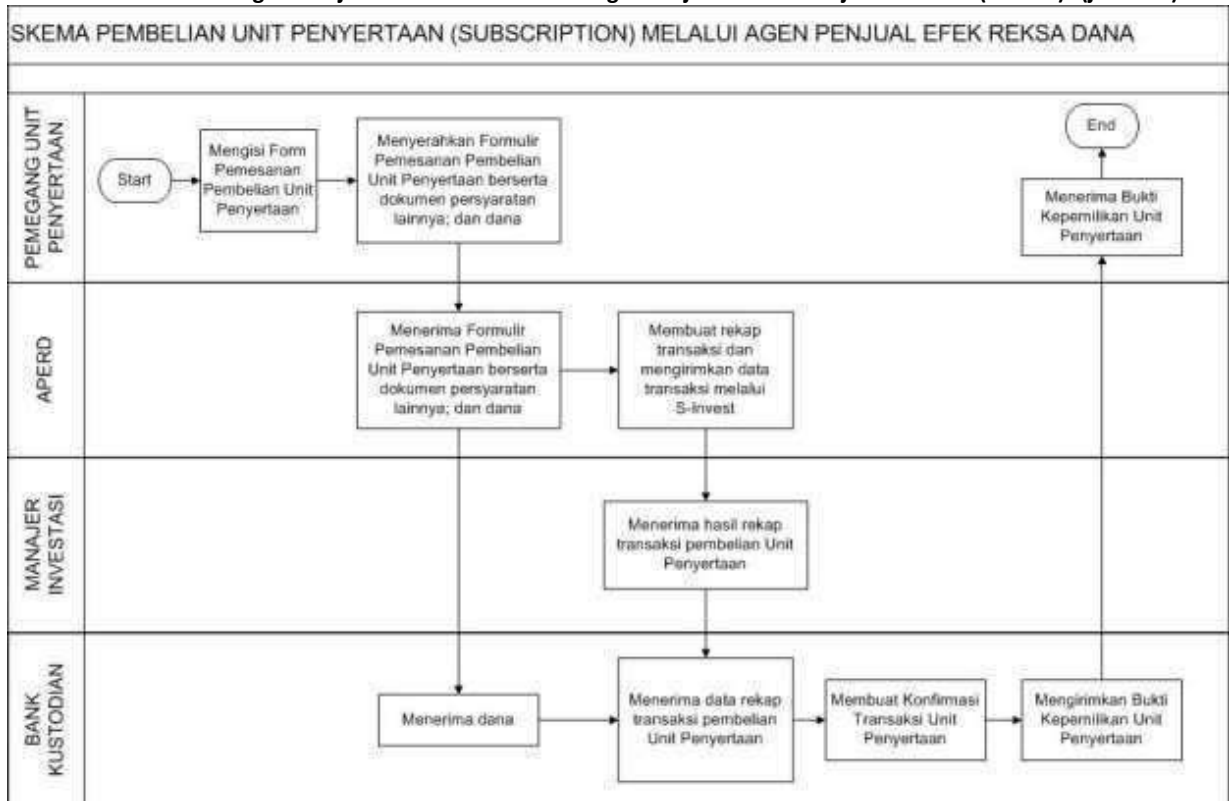 SKEMA PEMBELIAN UNIT PENYERTAAN (SUBSCRIPTION) MELALUI AGEN PENJUAL EFEK REKSA DANA
PEMEGANG UNIT
PENYERTAAN
Start
Mengisi Form
Pemesanan
Pembelian Unit
Penyertaan
Menyerahkan Formulir
Pemesanan Pembelian
Unit Penyertaan berserta
dokumen persyaratan
lainnya; dan dana
End
Menerima Bukti
Kepemilikan Unit
Penyertaan
APERD
Menerima Formulir
Pemesanan Pembelian
Unit Penyertaan berserta
dokumen persyaratan
lainnya; dan dana
Membuat rekap
transaksi dan
mengirimkan data
transaksi melalui
S-Invest
MANAJER
INVESTASI
Menerima hasil rekap
transaksi pembelian Unit
Penyertaan
BANK
KUSTODIAN
Menerima dana
Menerima data rekap
transaksi pembelian
Unit Penyertaan
Membuat Konfirmasi
Transaksi Unit
Penyertaan
Mengirimkan Bukti
Kepemilikan Unit
Penyertaan